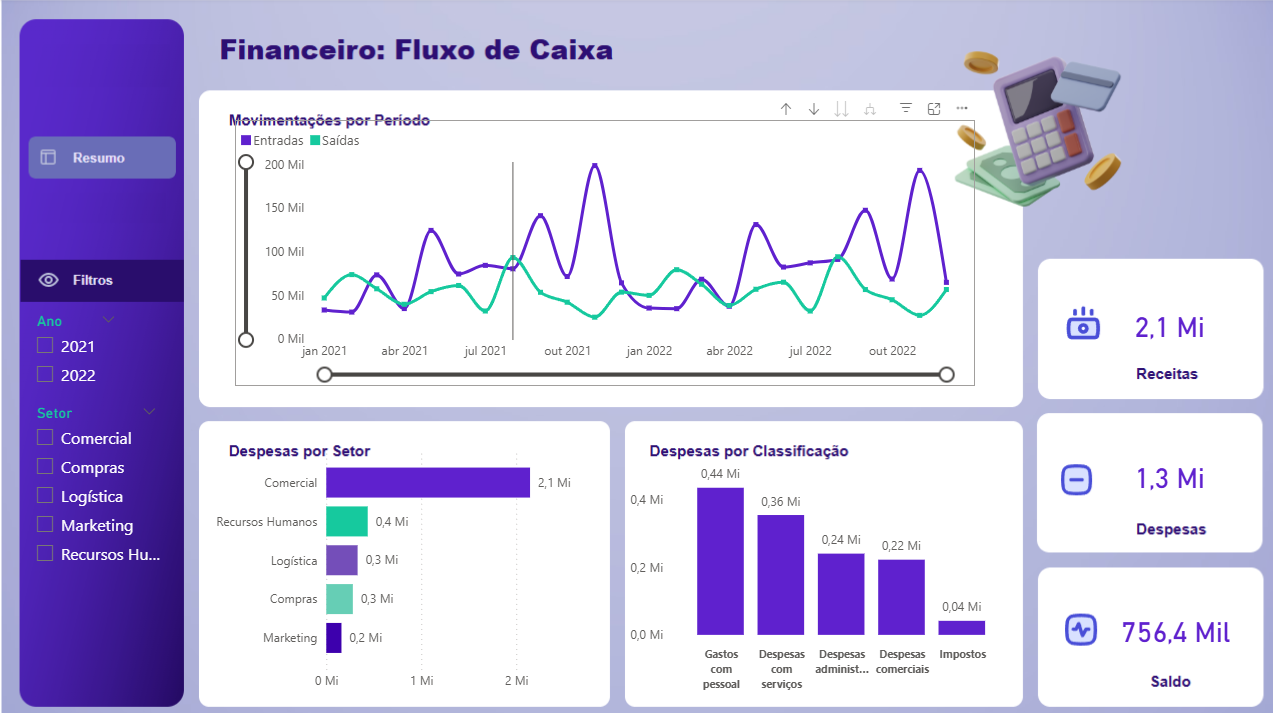 Financeiro: Fluxo de Caixa
Resumo
Filtros
Ano
2021
2022
Setor
Comercial
Compras
Logística
Marketing
Recursos Hu...
Movimentações por Período
Entradas Saídas
200 Mil
150 Mil
100 Mil
50 Mil
0 Mil
jan 2021 abr 2021 jul 2021 out 2021 jan 2022 abr 2022 jul 2022 out 2022
Despesas por Setor
Comercial 2,1 Mi
Recursos Humanos 0,4 Mi
Logística 0,3 Mi
Compras 0,3 Mi
Marketing 0,2 Mi
0 Mi 1 Mi 2 Mi
Despesas por Classificação
0,4 Mi
0,2 Mi
0,0 Mi
0,44 Mi
0,36 Mi
0,24 Mi
0,22 Mi
0,04 Mi
Gastos
com
pessoal
Despesas
com
serviços
Despesas
administ...
Despesas
comerciais
Impostos
2,1 Mi
Receitas
1,3 Mi
Despesas
756,4 Mil
Saldo